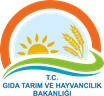 T.C.
GIDA TARIM VE HAYVANCILIK
BAKANLIĞI